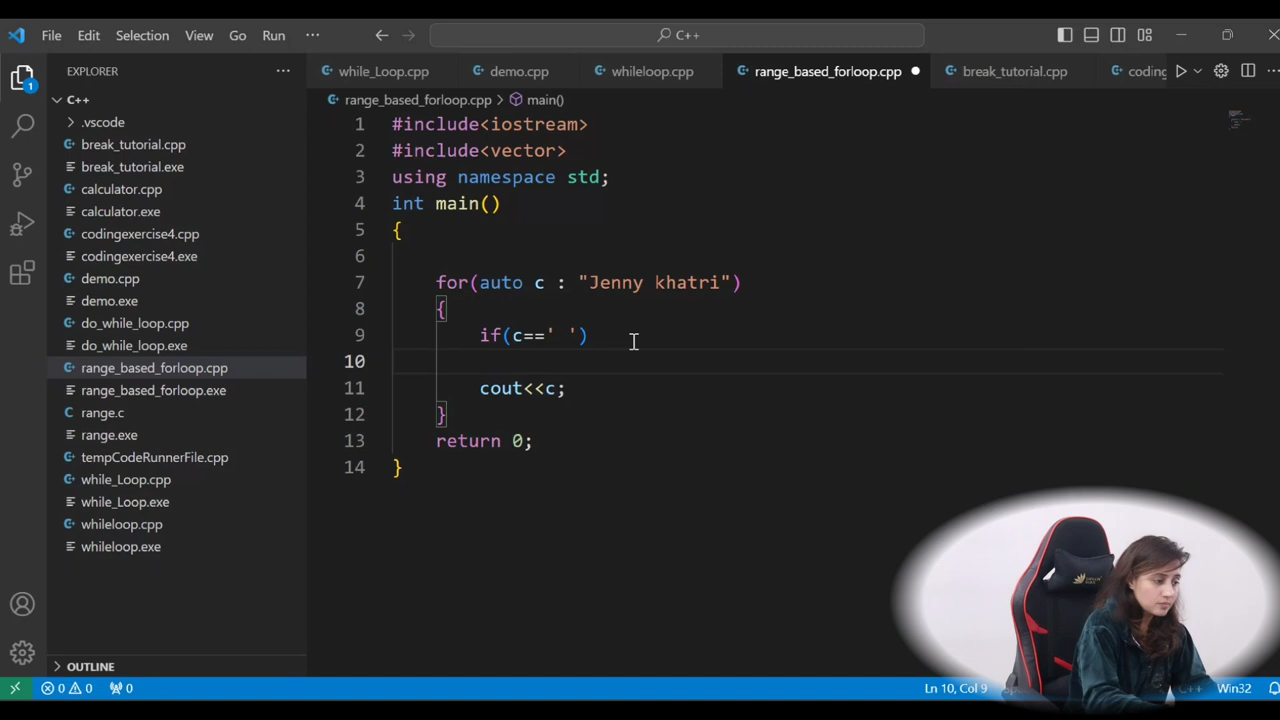 File Edit Selection View Go Run ··· C++
EXPLORER ···
while_Loop.cpp demo.cpp whileloop.cpp range_based_forloop.cpp break_tutorial.cpp coding
C++
.vscode
break_tutorial.cpp
break_tutorial.exe
calculator.cpp
calculator.exe
codingexercise4.cpp
codingexercise4.exe
demo.cpp
demo.exe
do_while_loop.cpp
do_while_loop.exe
range_based_forloop.cpp
range_based_forloop.exe
range.c
range.exe
tempCodeRunnerFile.cpp
while_Loop.cpp
while_Loop.exe
whileloop.cpp
whileloop.exe
OUTLINE
range_based_forloop.cpp > main()
1 #include<iostream>
2 #include<vector>
3 using namespace std;
4 int main()
5 {
6
7 for(auto c : "Jenny khatri")
8 {
9 if(c==' ')
10
11 cout<<c;
12 }
13 return 0;
14 }
1
0 0 0 Ln 10, Col 9 C++ Win32